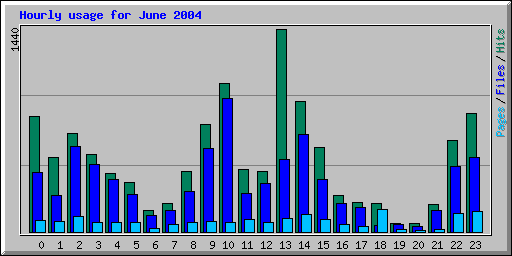 Hourly usage for June 2004
1440
Pages/Files/Hits
0 1 2 3 4 5 6 7 8 9 10 11 12 13 14 15 16 17 18 19 20 21 22 23